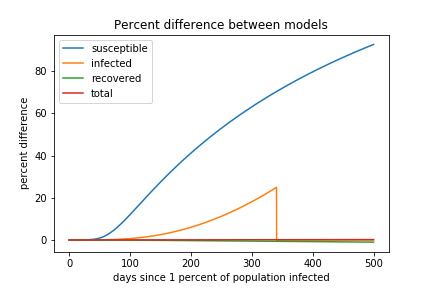 Percent difference between models
susceptible
infected
recovered
total
percent difference
80
60
40
20
0
0 100 200 300 400 500
days since 1 percent of population infected